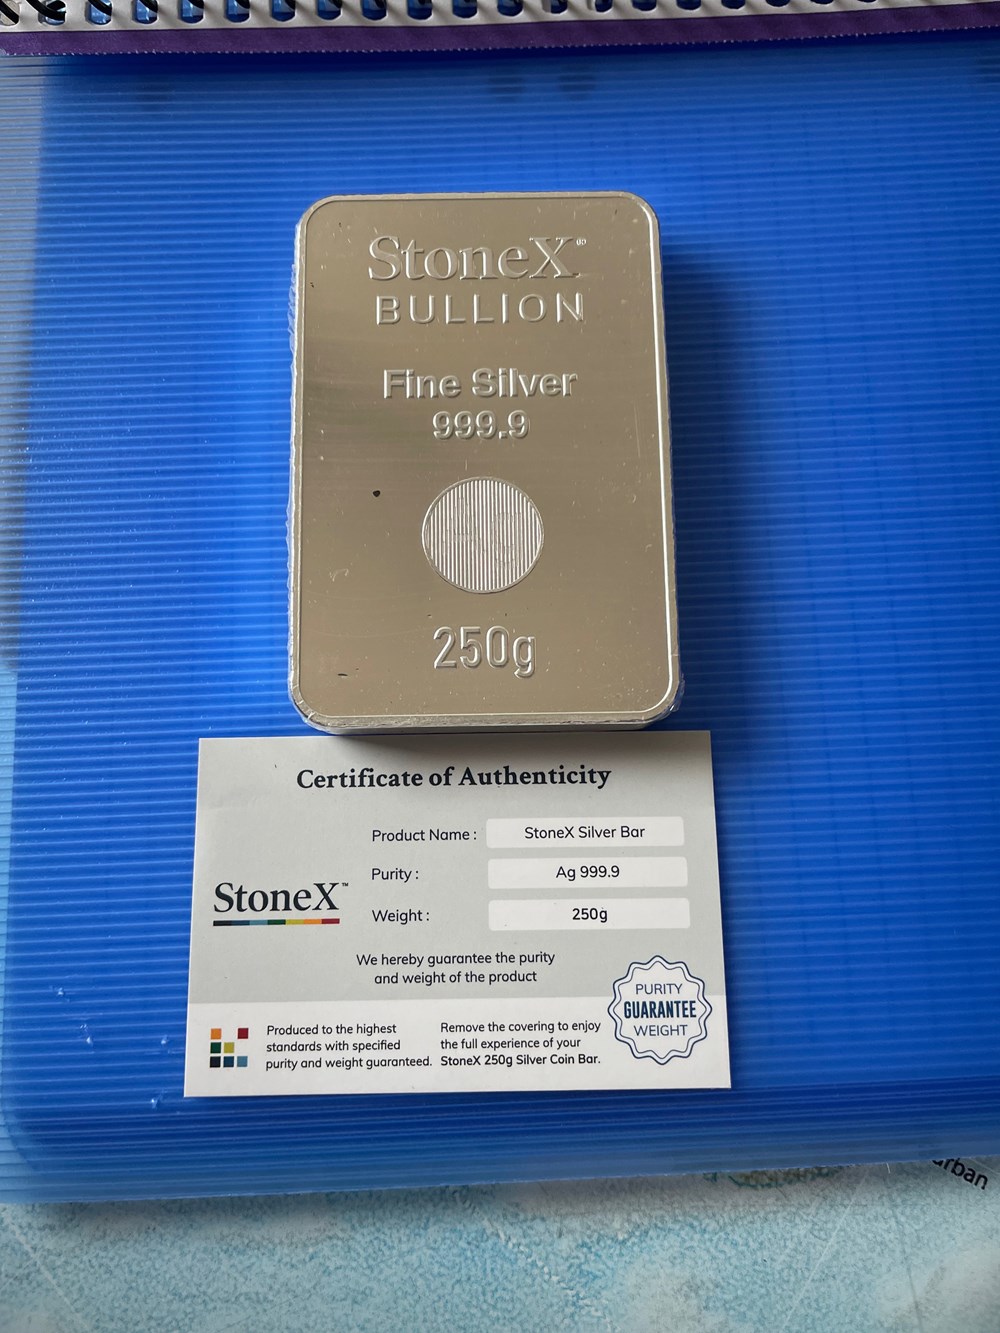 StoneX
BULLION
Fine Silver
999.9
250g
Certificate of Authenticity
Product Name : StoneX Silver Bar
Purity : Ag 999.9
StoneX™
Weight : 250g
We hereby guarantee the purity
and weight of the product
PURITY
GUARANTEE
WEIGHT
Produced to the highest
standards with specified
purity and weight guaranteed.
Remove the covering to enjoy
the full experience of your
StoneX 250g Silver Coin Bar.